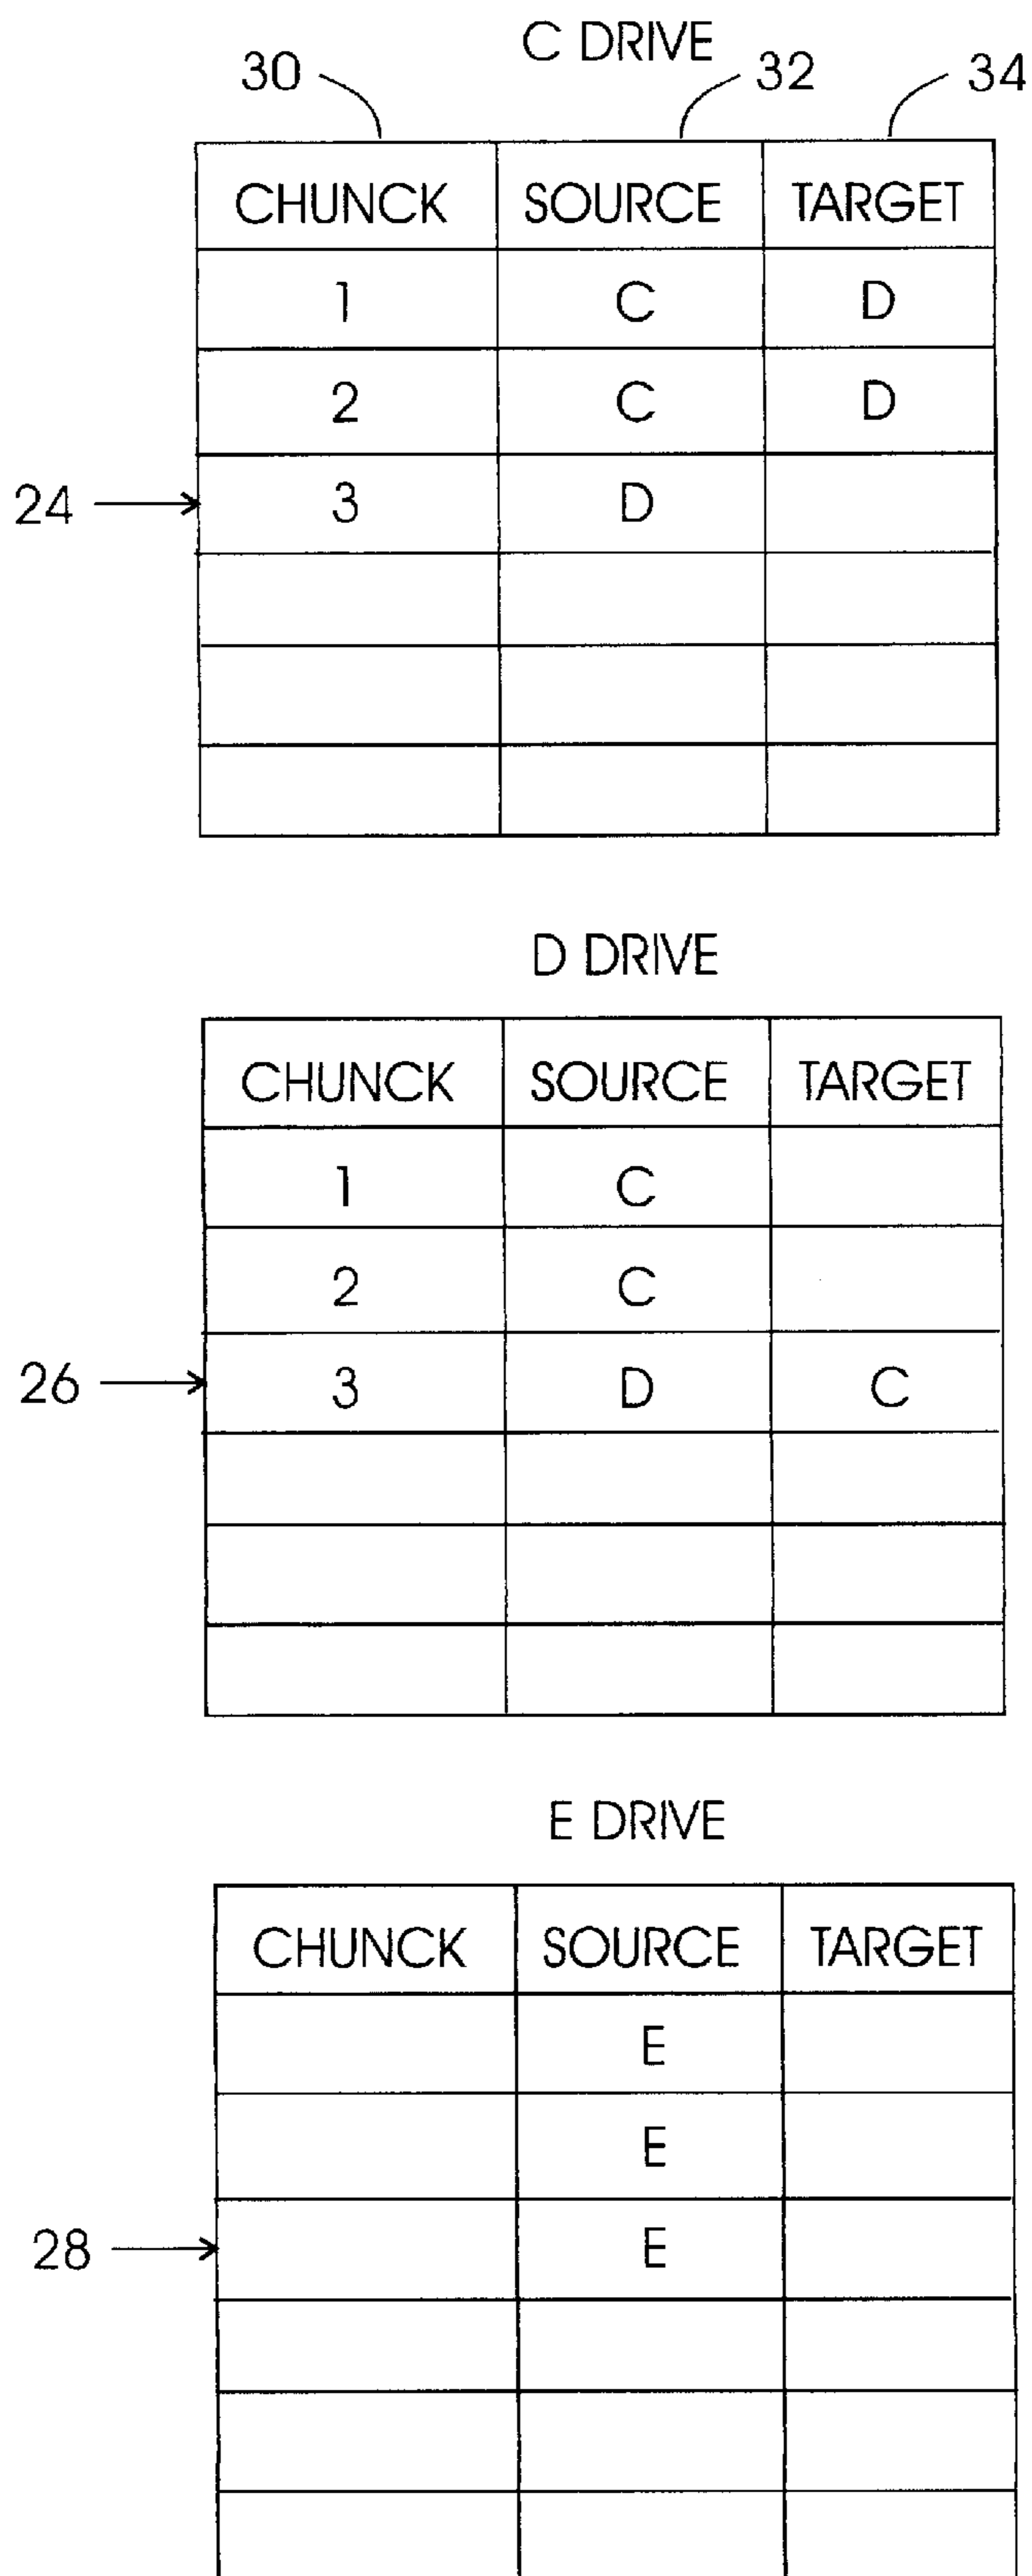 C DRIVE
30 32 34
CHUNCK SOURCE TARGET
1 C D
2 C D
24 3 D
D DRIVE
CHUNCK SOURCE TARGET
1 C
2 C
26 3 D C
E DRIVE
CHUNCK SOURCE TARGET
E
E
28 E